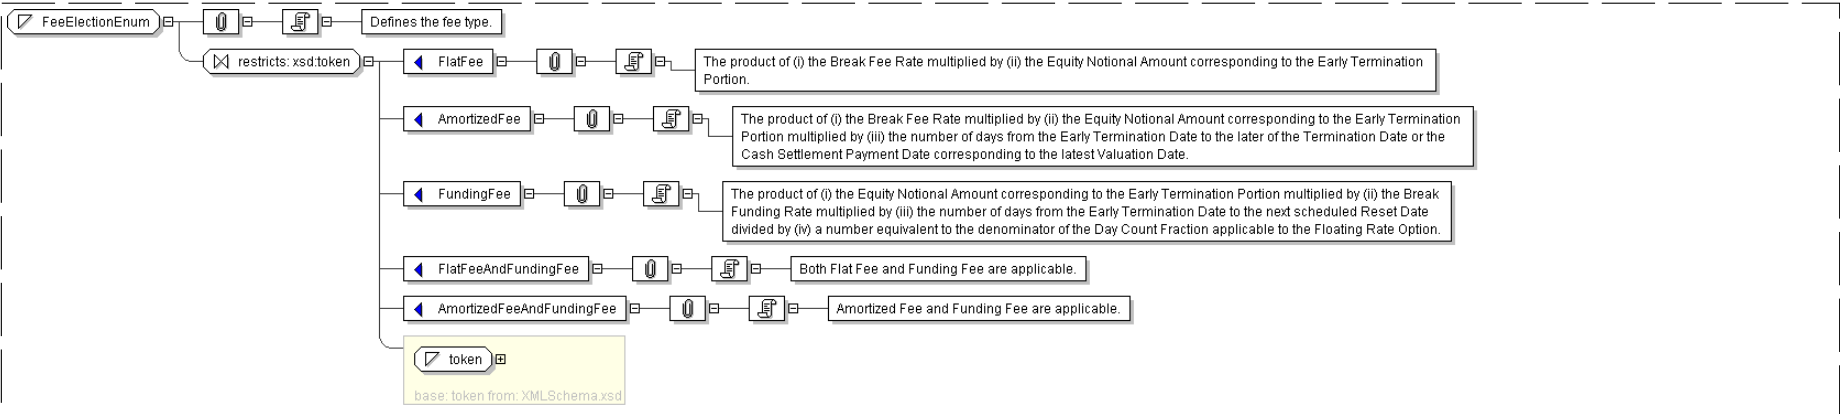 FeeElectionEnum
Defines the fee type.
restricts: xsd:token
FlatFee
The product of (i) the Break Fee Rate multiplied by (ii) the Equity Notional Amount corresponding to the Early Termination
Portion.
AmortizedFee
The product of (i) the Break Fee Rate multiplied by (ii) the Equity Notional Amount corresponding to the Early Termination
Portion multiplied by (iii) the number of days from the Early Termination Date to the later of the Termination Date or the
Cash Settlement Payment Date corresponding to the latest Valuation Date.
FundingFee
The product of (i) the Equity Notional Amount corresponding to the Early Termination Portion multiplied by (ii) the Break
Funding Rate multiplied by (iii) the number of days from the Early Termination Date to the next scheduled Reset Date
divided by (iv) a number equivalent to the denominator of the Day Count Fraction applicable to the Floating Rate Option.
FlatFeeAndFundingFee
Both Flat Fee and Funding Fee are applicable.
AmortizedFeeAndFundingFee
Amortized Fee and Funding Fee are applicable.
token
base: token from: XMLSchema.xsd